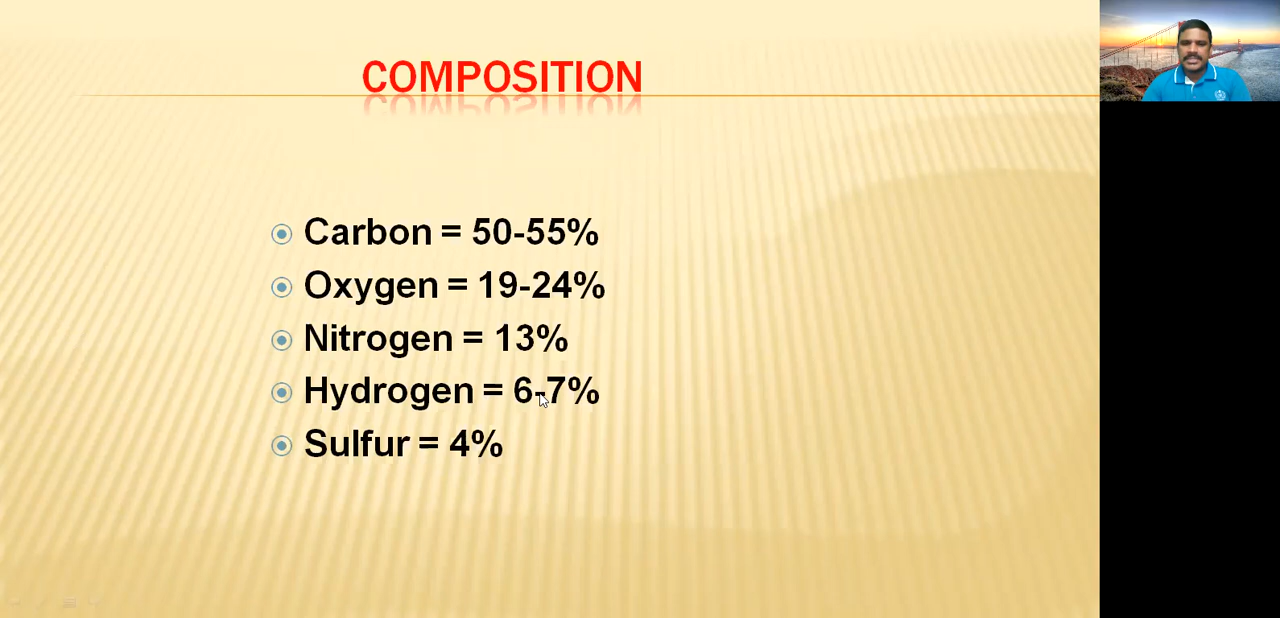 COMPOSITION
Carbon = 50-55%
Oxygen = 19-24%
Nitrogen = 13%
Hydrogen = 6-7%
Sulfur = 4%